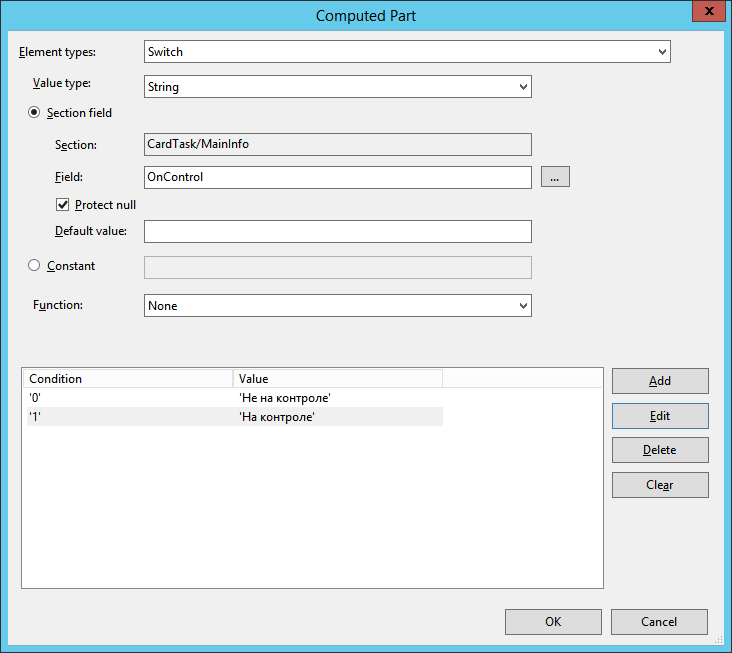 Computed Part
x
Element types: Switch
Value type: String
Section field
Section: CardTask/MainInfo
Field: OnControl ...
Protect null
Default value:
Constant
Function: None
Condition Value
'0' 'Не на контроле'
'1' 'На контроле'
Add
Edit
Delete
Clear
OK Cancel